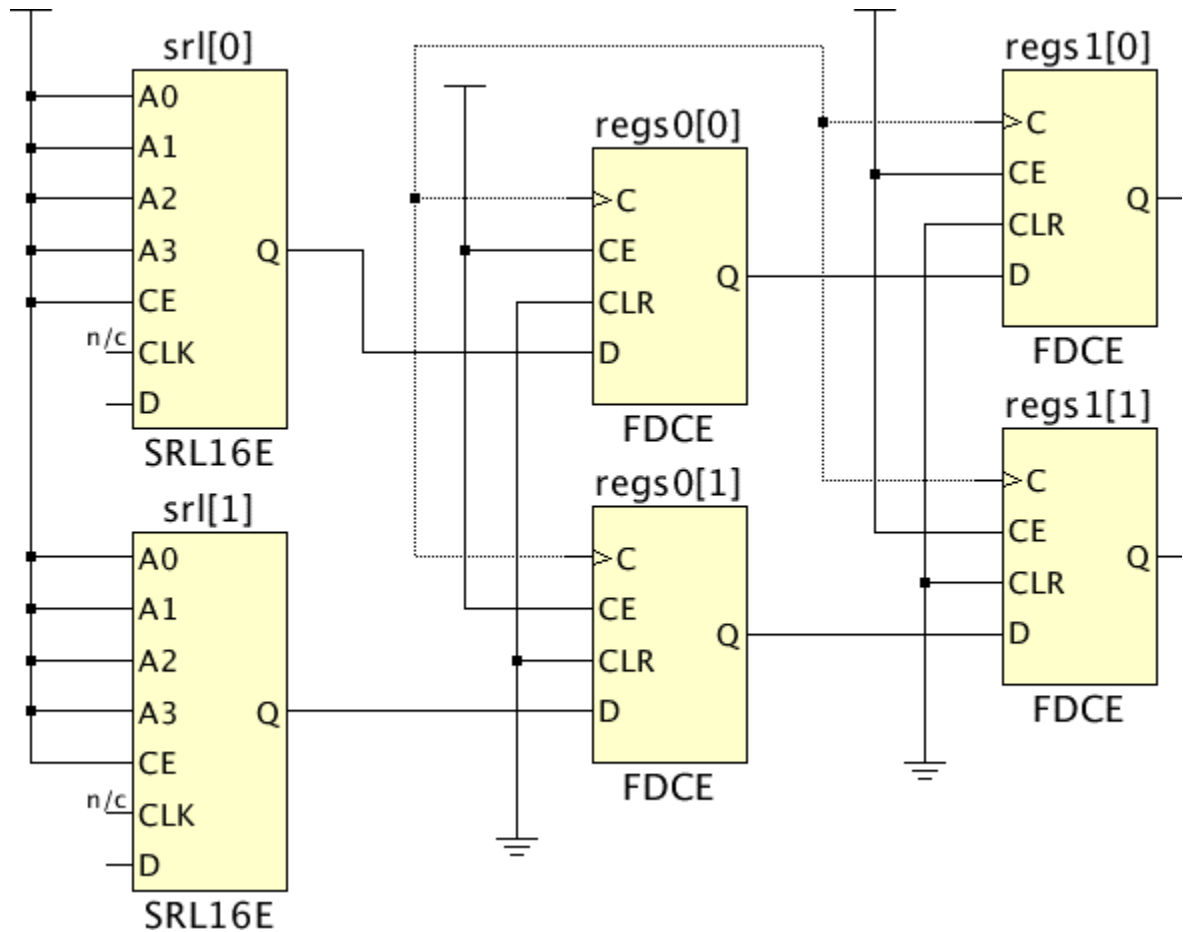 srl[0]
A0
A1
A2
A3
CE
n/c
CLK
D
Q
SRL16E
srl[1]
A0
A1
A2
A3
CE
n/c
CLK
D
Q
SRL16E
regs0[0]
C
CE
CLR
D
Q
FDCE
regs0[1]
C
CE
CLR
D
Q
FDCE
regs1[0]
C
CE
CLR
D
Q
FDCE
regs1[1]
C
CE
CLR
D
Q
FDCE